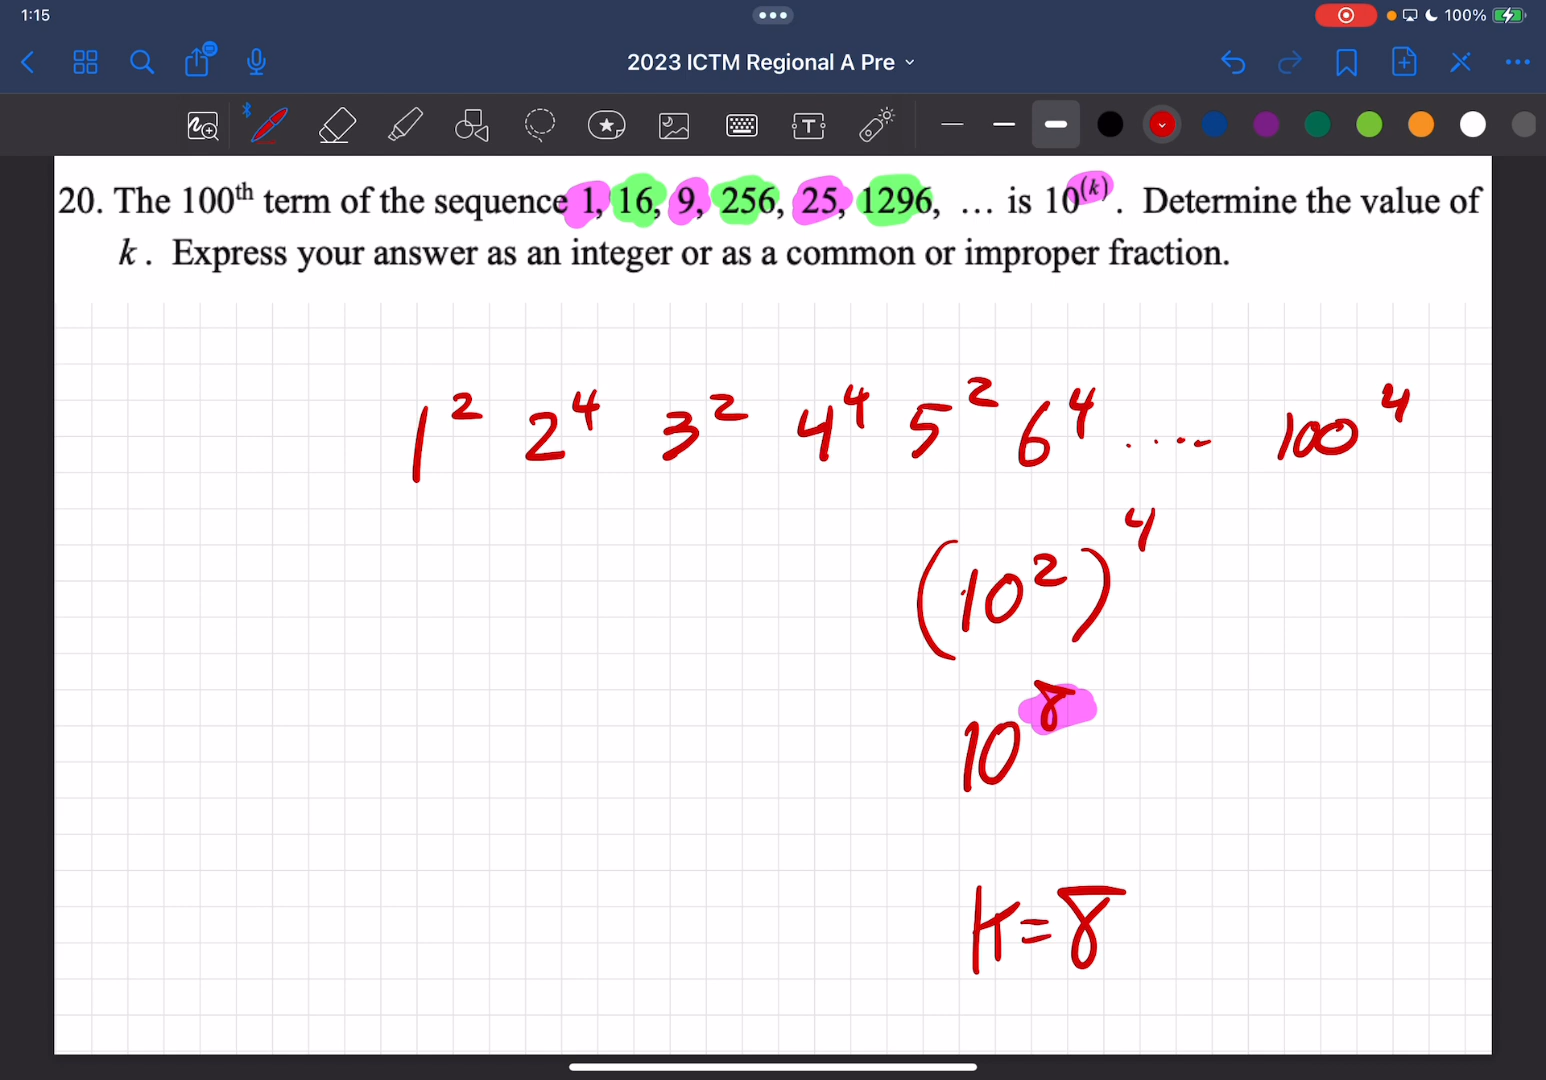 1:15
100%
2023 ICTM Regional A Pre
20. The 100th term of the sequence 1, 16, 9, 256, 25, 1296, … is 10^(k). Determine the value of
k. Express your answer as an integer or as a common or improper fraction.
1² 2⁴ 3² 4⁴ 5² 6⁴ .... 100⁴
(10²)⁴
10⁸
k=8